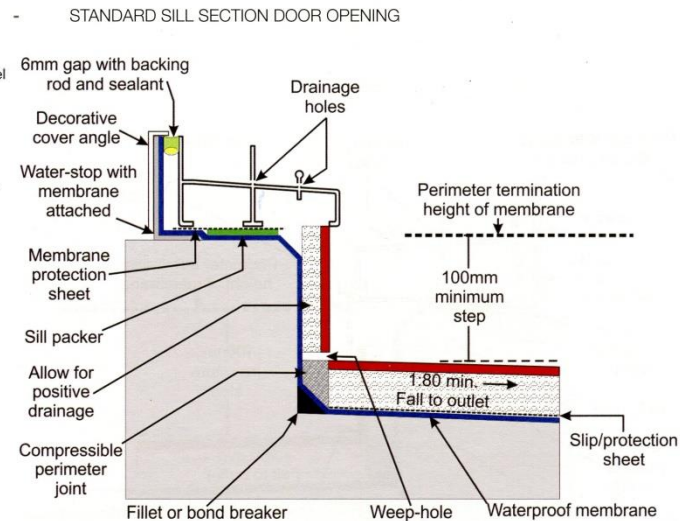 - STANDARD SILL SECTION DOOR OPENING
6mm gap with backing
rod and sealant
Drainage
holes
Decorative
cover angle
Water-stop with
membrane
attached
Perimeter termination
height of membrane
Membrane
protection
sheet
100mm
minimum
step
Sill packer
Allow for
positive
drainage
1:80 min.
Fall to outlet
Compressible
perimeter
joint
Slip/protection
sheet
Fillet or bond breaker
Weep-hole
Waterproof membrane